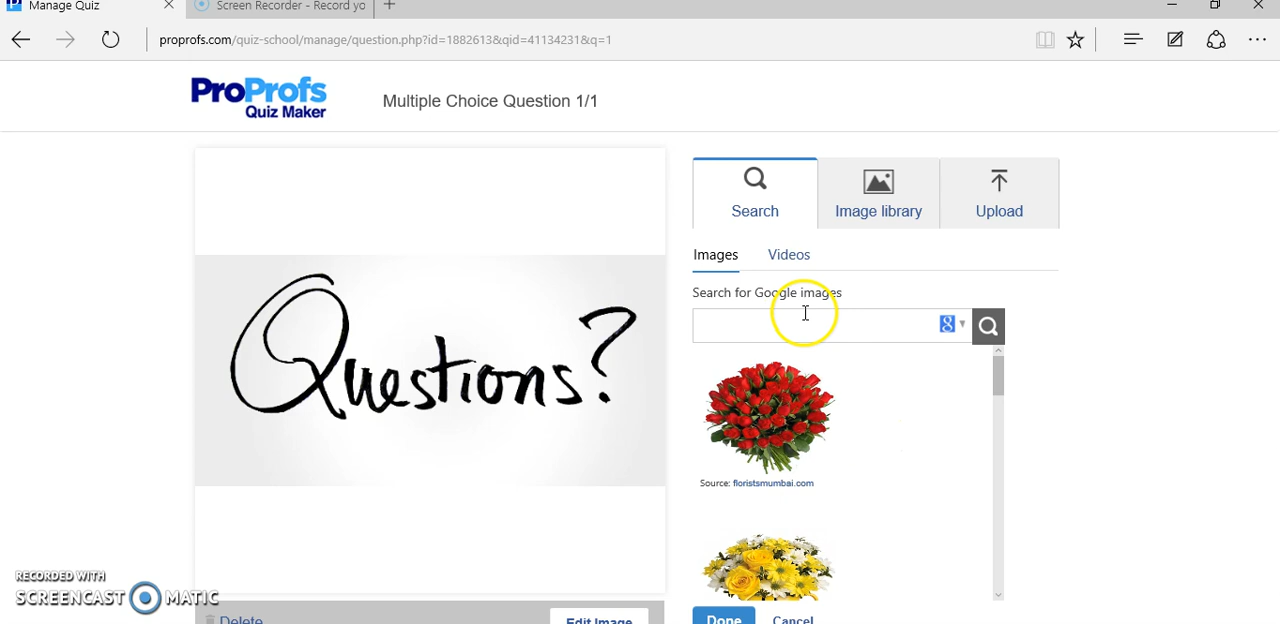 Manage Quiz
Screen Recorder - Record yo
proprofs.com/quiz-school/manage/question.php?id=1882613&qid=41134231&q=1
ProProfs
Quiz Maker
Multiple Choice Question 1/1
Search
Image library
Upload
Images
Videos
Search for Google images
8
Questions?
Source: floristsmumbai.com
RECORDED WITH
SCREENCAST MATIC
Delete
Edit Image
Done
Cancel